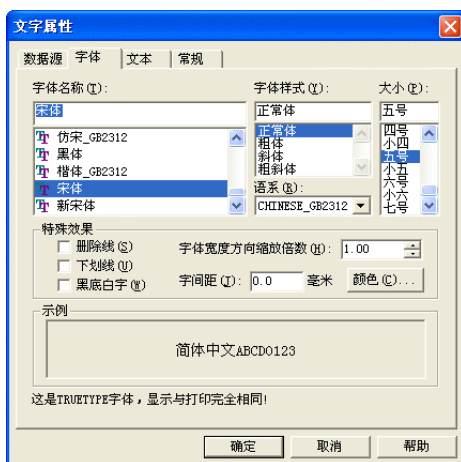 文字属性
数据源 字体 文本 常规
字体名称(T): 字体样式(Y): 大小(P):
宋体 正常体 五号
仿宋_GB2312
黑体
楷体_GB2312
宋体
新宋体
正常体
粗体
斜体
粗斜体
语系(R):
CHINESE_GB2312
四号
小四
五号
小五
六号
小六
七号
特殊效果
删除线(S)
下划线(U)
黑底白字(W)
字体宽度方向缩放倍数(H): 1.00
字间距(I): 0.0 毫米 颜色(C)...
示例
简体中文ABCD0123
这是TRUETYPE字体，显示与打印完全相同!
确定 取消 帮助